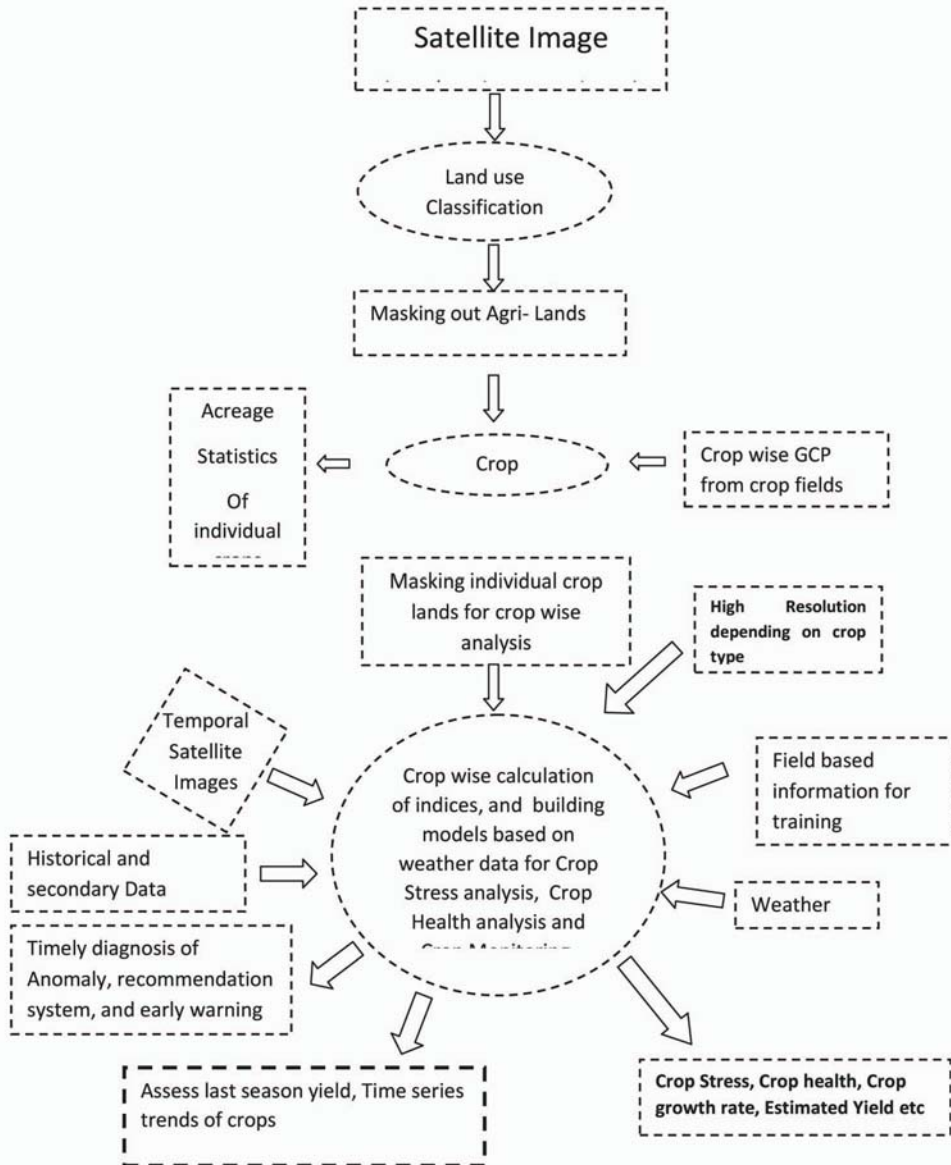 Satellite Image
Land use
Classification
Masking out Agri- Lands
Acreage
Statistics
Of
individual
Crop
Crop wise GCP
from crop fields
Masking individual crop
lands for crop wise
analysis
High Resolution
depending on crop
type
Temporal
Satellite
Images
Crop wise calculation
of indices, and building
models based on
weather data for Crop
Stress analysis, Crop
Health analysis and
Crop Monitoring
Field based
information for
training
Historical and
secondary Data
Weather
Timely diagnosis of
Anomaly, recommendation
system, and early warning
Assess last season yield, Time series
trends of crops
Crop Stress, Crop health, Crop
growth rate, Estimated Yield etc